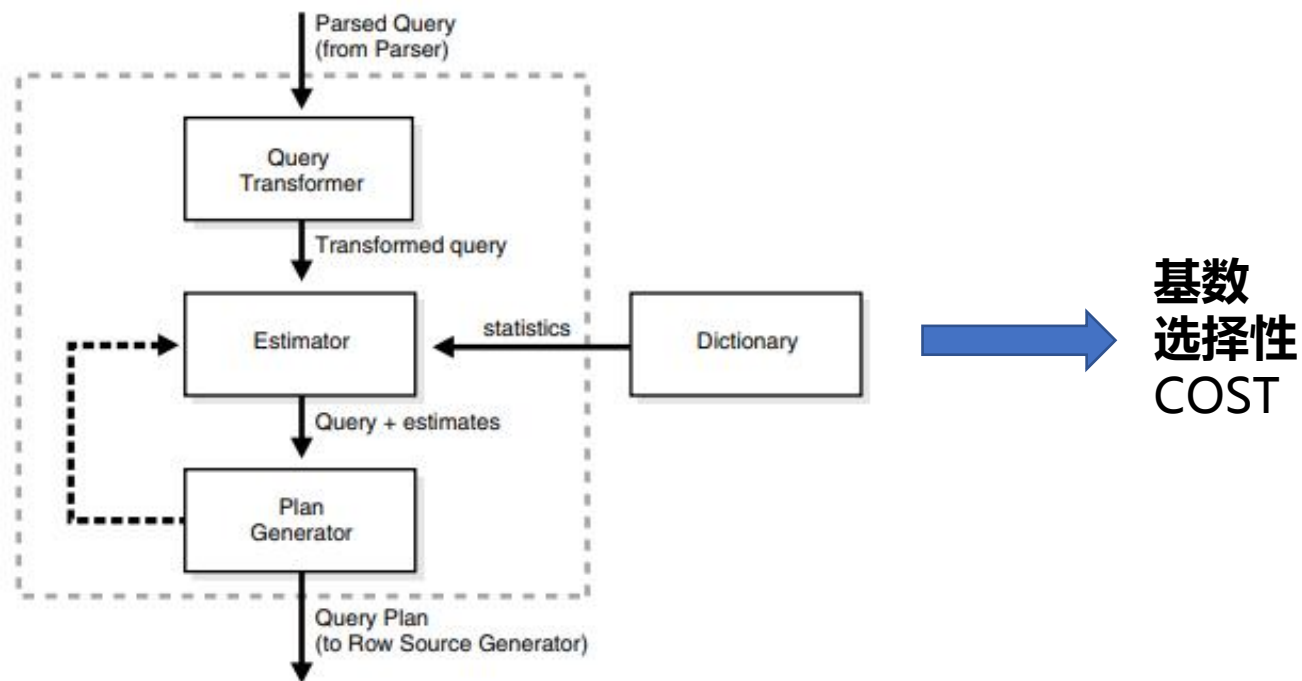 Parsed Query
(from Parser)
Query
Transformer
Transformed query
Estimator
statistics
Dictionary
Query + estimates
Plan
Generator
Query Plan
(to Row Source Generator)
基数
选择性
COST